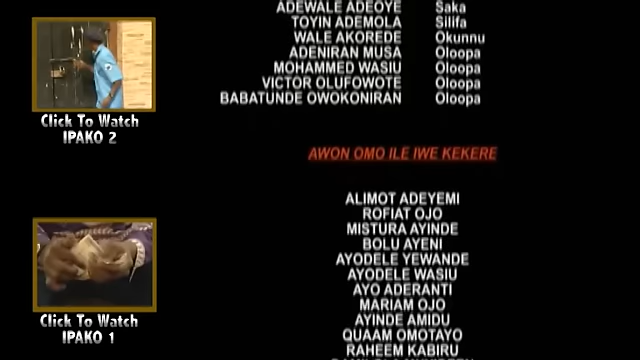 ADEWALE ADEOYE Saka
TOYIN ADEMOLA Silifa
WALE AKOREDE Okunnu
ADENIRAN MUSA Oloopa
MOHAMMED WASIU Oloopa
VICTOR OLUFOWOTE Oloopa
BABATUNDE OWOKONIRAN Oloopa
Click To Watch
IPAKO 2
AWON OMO ILE IWE KEKERE
ALIMOT ADEYEMI
ROFIAT OJO
MISTURA AYINDE
BOLU AYENI
AYODELE YEWANDE
AYODELE WASIU
AYO ADERANTI
MARIAM OJO
AYINDE AMIDU
QUAAM OMOTAYO
RAHEEM KABIRU
Click To Watch
IPAKO 1